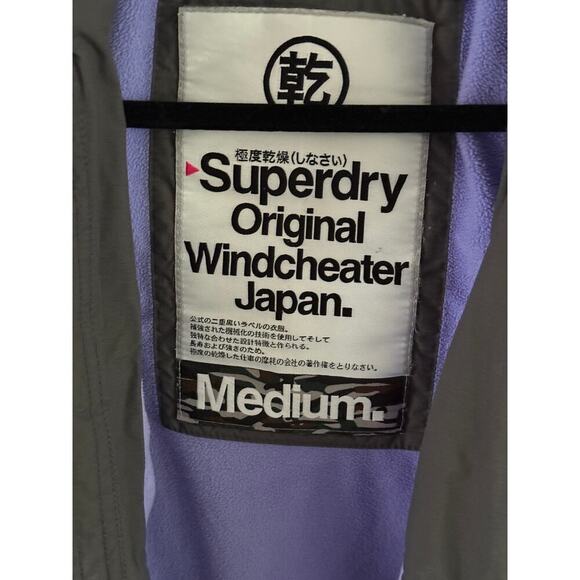 乾
極度乾燥(しなさい)
Superdry
Original
Windcheater
Japan.
公式の二重黒いラベルの衣服。
補強された機械化の技術を使用してそして
独特な合わせた設計特徴と作られる。
長寿および強さのため。
極度の乾燥した仕事の摩耗の会社の著作権をとりなさい。
Medium.